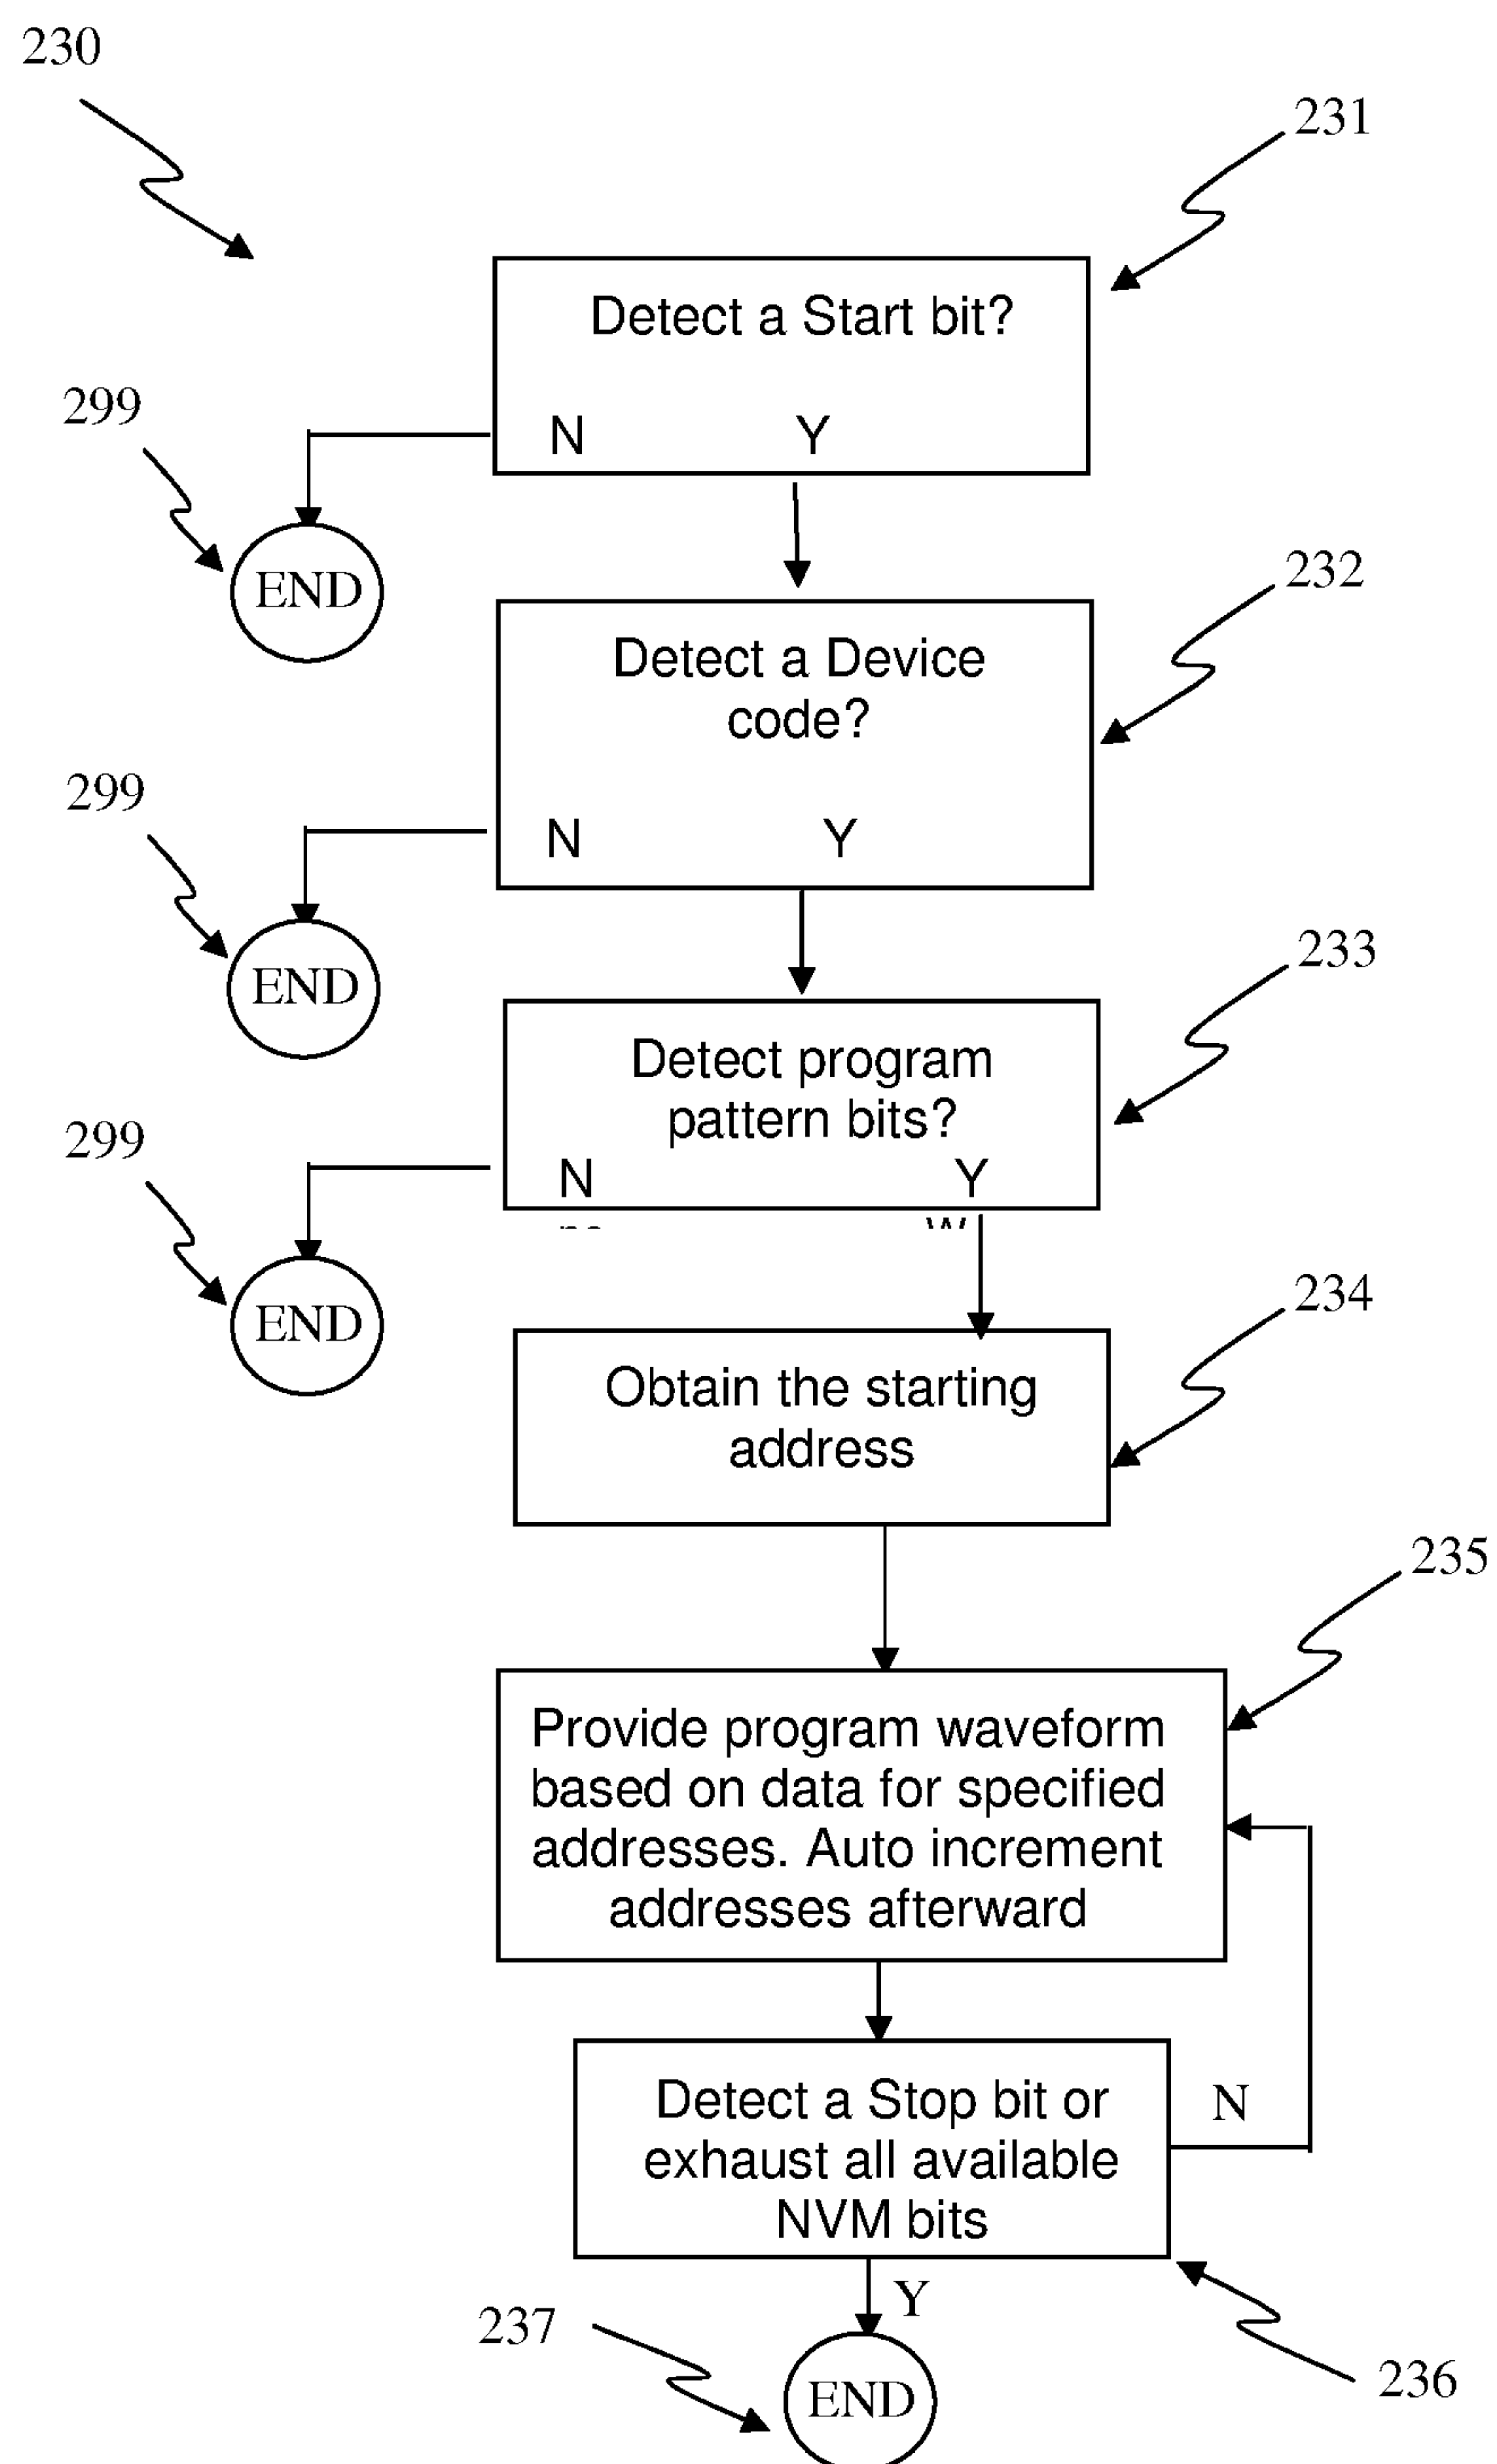 230
231
Detect a Start bit?
299
N Y
END
232
Detect a Device
code?
299
N Y
END
233
Detect program
pattern bits?
299
N Y
END
234
Obtain the starting
address
235
Provide program waveform
based on data for specified
addresses. Auto increment
addresses afterward
Detect a Stop bit or
N
exhaust all available
NVM bits
Y
237
236
END